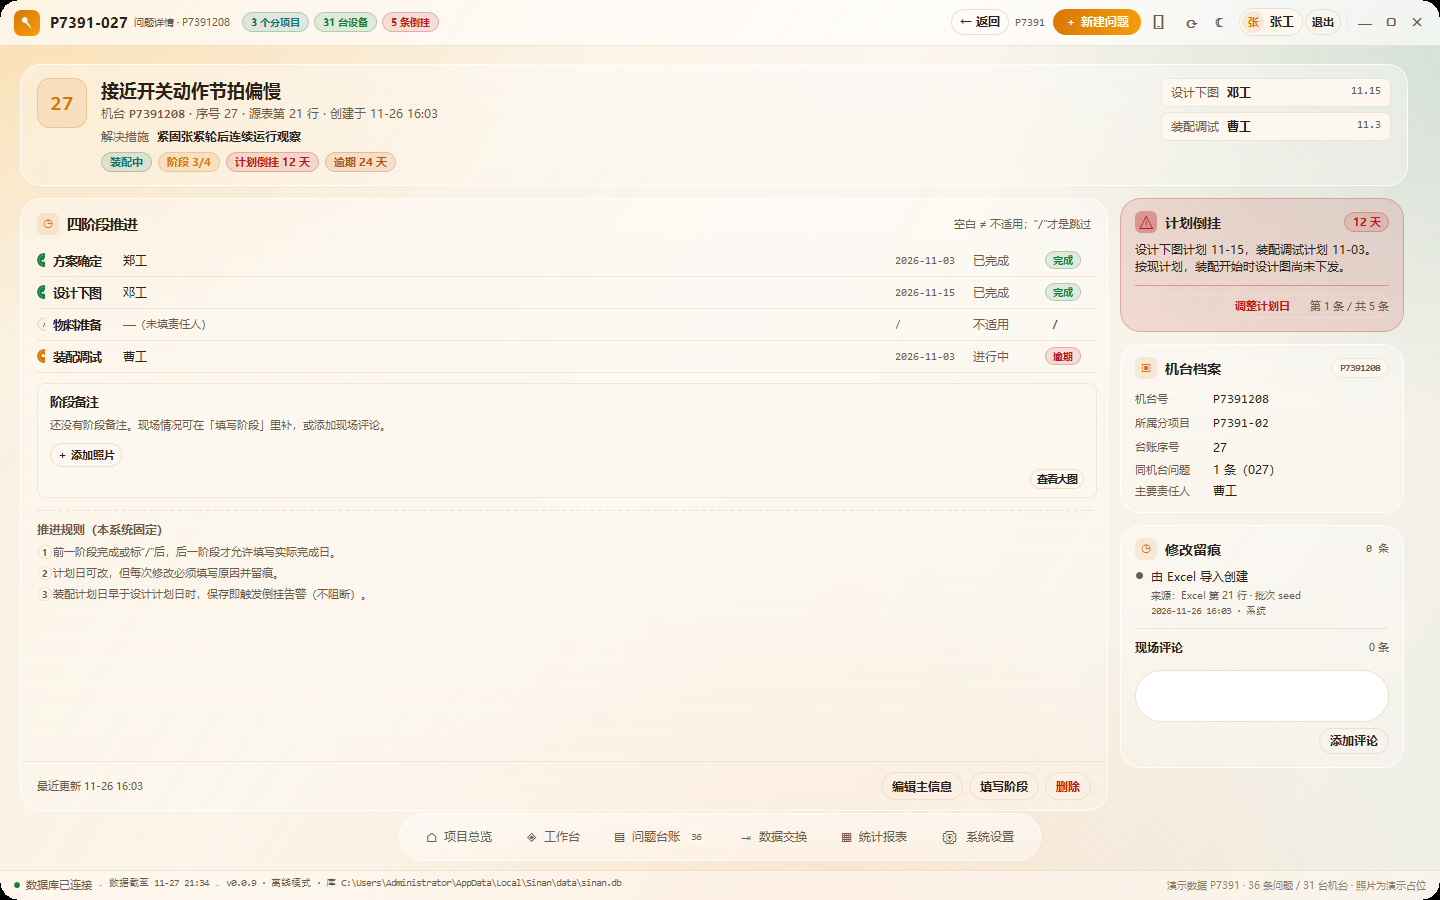 P7391-027 问题详情 · P7391208 3 个分项目 31 台设备 5 条倒挂 ← 返回 P7391 + 新建问题 张 张工 退出
27
接近开关动作节拍偏慢
机台 P7391208 · 序号 27 · 源表第 21 行 · 创建于 11-26 16:03
解决措施 紧固张紧轮后连续运行观察
装配中 阶段 3/4 计划倒挂 12 天 逾期 24 天
设计下图 邓工 11.15
装配调试 曹工 11.3
四阶段推进 空白 ≠ 不适用；“/”才是跳过
方案确定 郑工 2026-11-03 已完成 完成
设计下图 邓工 2026-11-15 已完成 完成
/ 物料准备 —（未填责任人） / 不适用 /
装配调试 曹工 2026-11-03 进行中 逾期
阶段备注
还没有阶段备注。现场情况可在「填写阶段」里补，或添加现场评论。
+ 添加照片
查看大图
推进规则（本系统固定）
1 前一阶段完成或标“/”后，后一阶段才允许填写实际完成日。
2 计划日可改，但每次修改必须填写原因并留痕。
3 装配计划日早于设计计划日时，保存即触发倒挂告警（不阻断）。
最近更新 11-26 16:03 编辑主信息 填写阶段 删除
计划倒挂 12 天
设计下图计划 11-15，装配调试计划 11-03。
按现计划，装配开始时设计图尚未下发。
调整计划日 第 1 条 / 共 5 条
机台档案 P7391208
机台号 P7391208
所属分项目 P7391-02
台账序号 27
同机台问题 1 条（027）
主要责任人 曹工
修改留痕 0 条
由 Excel 导入创建
来源：Excel 第 21 行 · 批次 seed
2026-11-26 16:03 · 系统
现场评论 0 条
添加评论
项目总览 工作台 问题台账 36 数据交换 统计报表 系统设置
数据库已连接 · 数据截至 11-27 21:34 . v0.0.9 · 离线模式 · 库 C:\Users\Administrator\AppData\Local\Sinan\data\sinan.db 演示数据 P7391 · 36 条问题 / 31 台机台 · 照片为演示占位